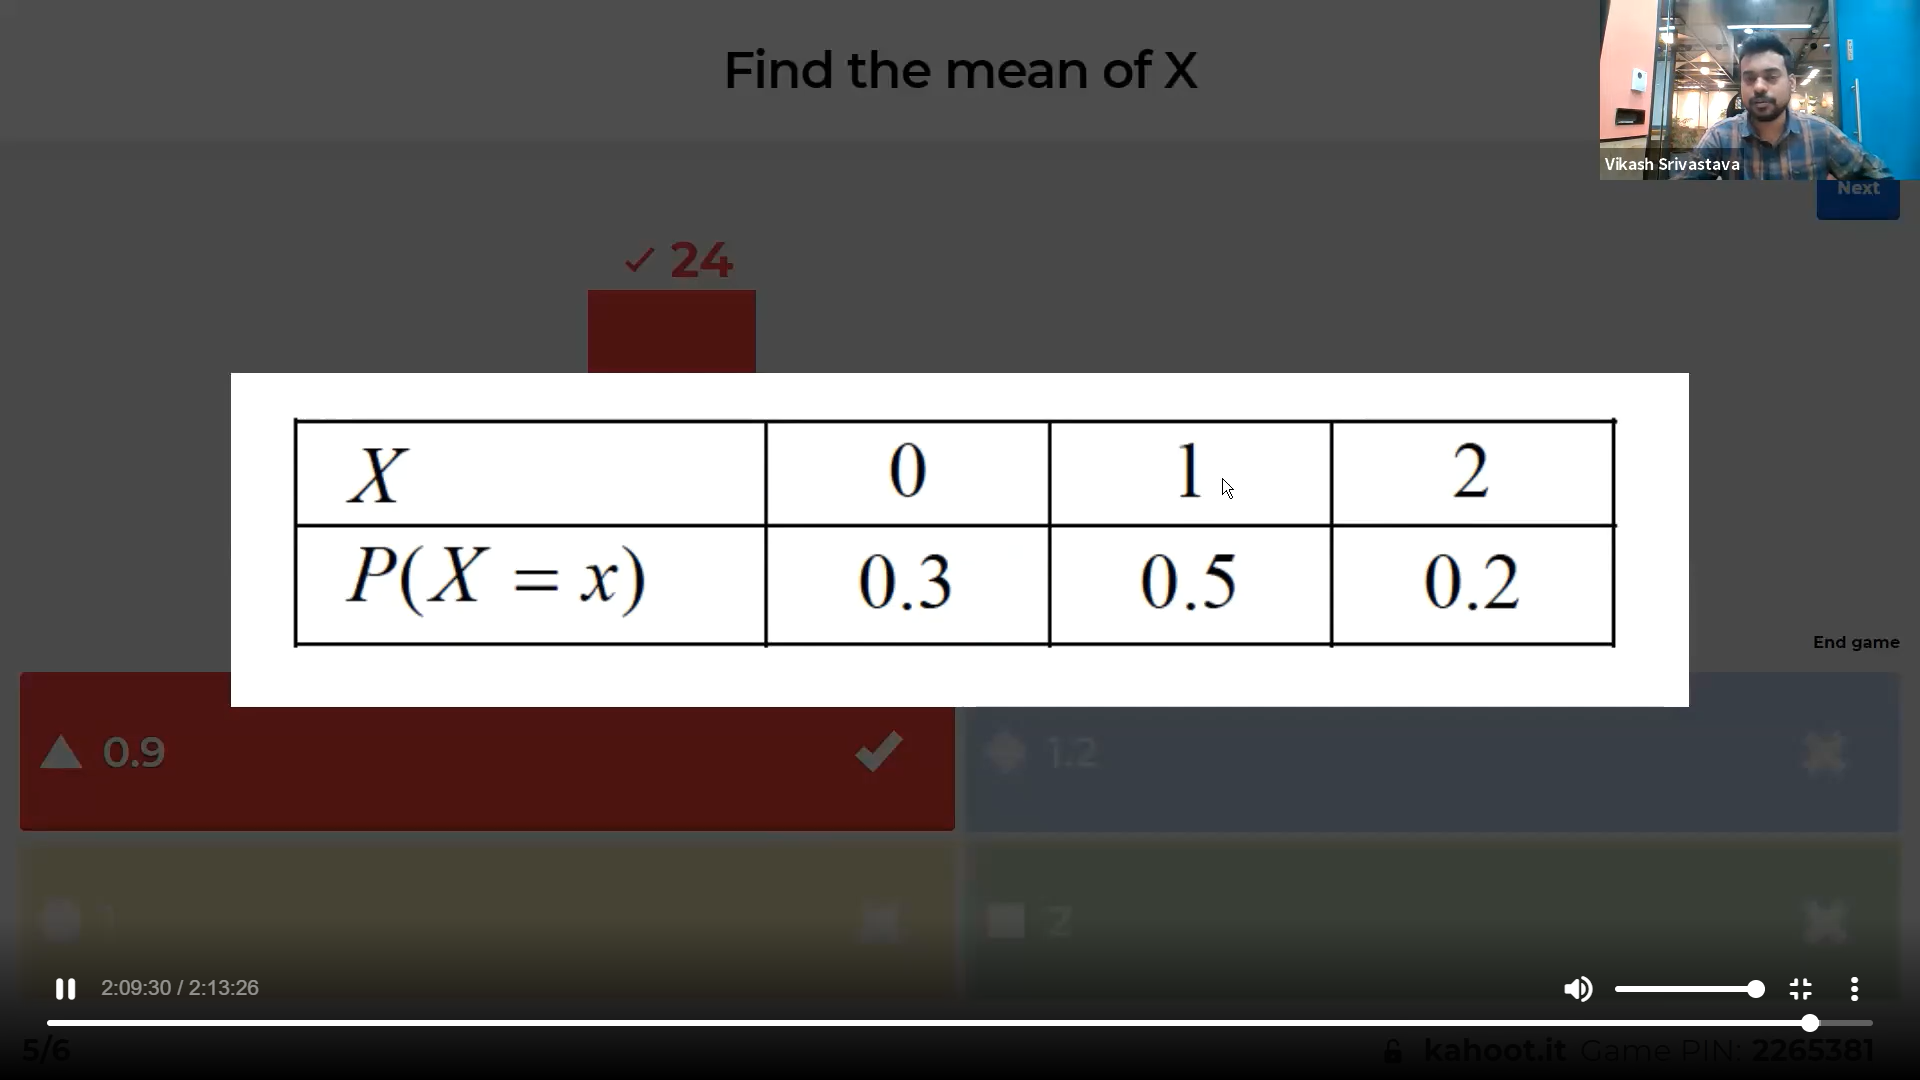 Find the mean of X
Vikash Srivastava
Next
24
X 0 1 2
P(X = x) 0.3 0.5 0.2
End game
0.9
1.2
1
2
2:09:30 / 2:13:26
5/6
kahoot.it Game PIN: 2265381